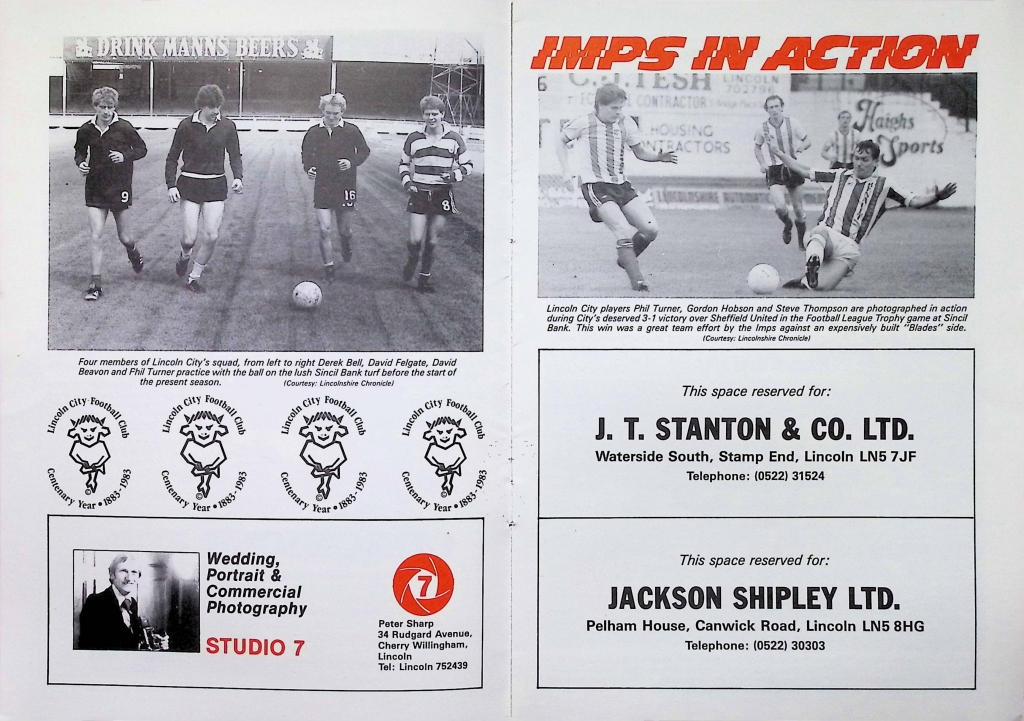 DRINK MANNS BEERS
9
16
8
Four members of Lincoln City's squad, from left to right Derek Bell, David Felgate, David
Beavon and Phil Turner practice with the ball on the lush Sincil Bank turf before the start of
the present season. (Courtesy: Lincolnshire Chronicle)
Lincoln City Football Club
Centenary Year • 1883-1983
©
Lincoln City Football Club
Centenary Year • 1883-1983
©
Lincoln City Football Club
Centenary Year • 1883-1983
©
Lincoln City Football Club
Centenary Year • 1883-1983
©
Wedding,
Portrait &
Commercial
Photography
STUDIO 7
7
Peter Sharp
34 Rudgard Avenue,
Cherry Willingham,
Lincoln
Tel: Lincoln 752439
IMPS IN ACTION
C.J. TESH LINCOLN
702796
CONTRACTOR
HOUSING
CONTRACTORS
Haighs
Sports
LINCOLNSHIRE AUTOMATIC
Lincoln City players Phil Turner, Gordon Hobson and Steve Thompson are photographed in action
during City's deserved 3-1 victory over Sheffield United in the Football League Trophy game at Sincil
Bank. This win was a great team effort by the Imps against an expensively built "Blades" side.
(Courtesy: Lincolnshire Chronicle)
This space reserved for:
J. T. STANTON & CO. LTD.
Waterside South, Stamp End, Lincoln LN5 7JF
Telephone: (0522) 31524
This space reserved for:
JACKSON SHIPLEY LTD.
Pelham House, Canwick Road, Lincoln LN5 8HG
Telephone: (0522) 30303